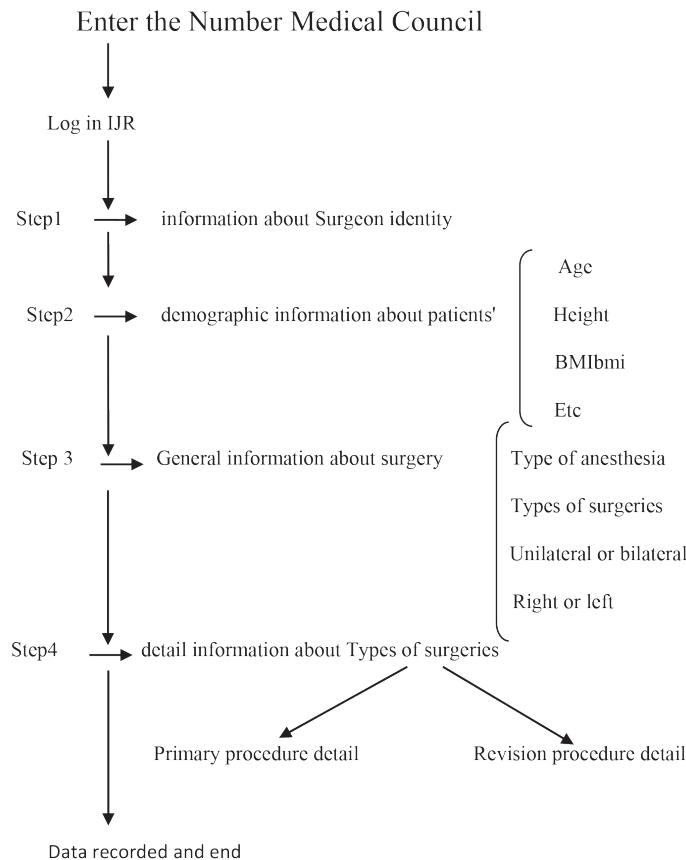 Enter the Number Medical Council
Log in IJR
Step1
information about Surgeon identity
Step2
demographic information about patients'
Age
Height
BMIbmi
Etc
Step 3
General information about surgery
Type of anesthesia
Types of surgeries
Unilateral or bilateral
Right or left
Step4
detail information about Types of surgeries
Primary procedure detail
Revision procedure detail
Data recorded and end